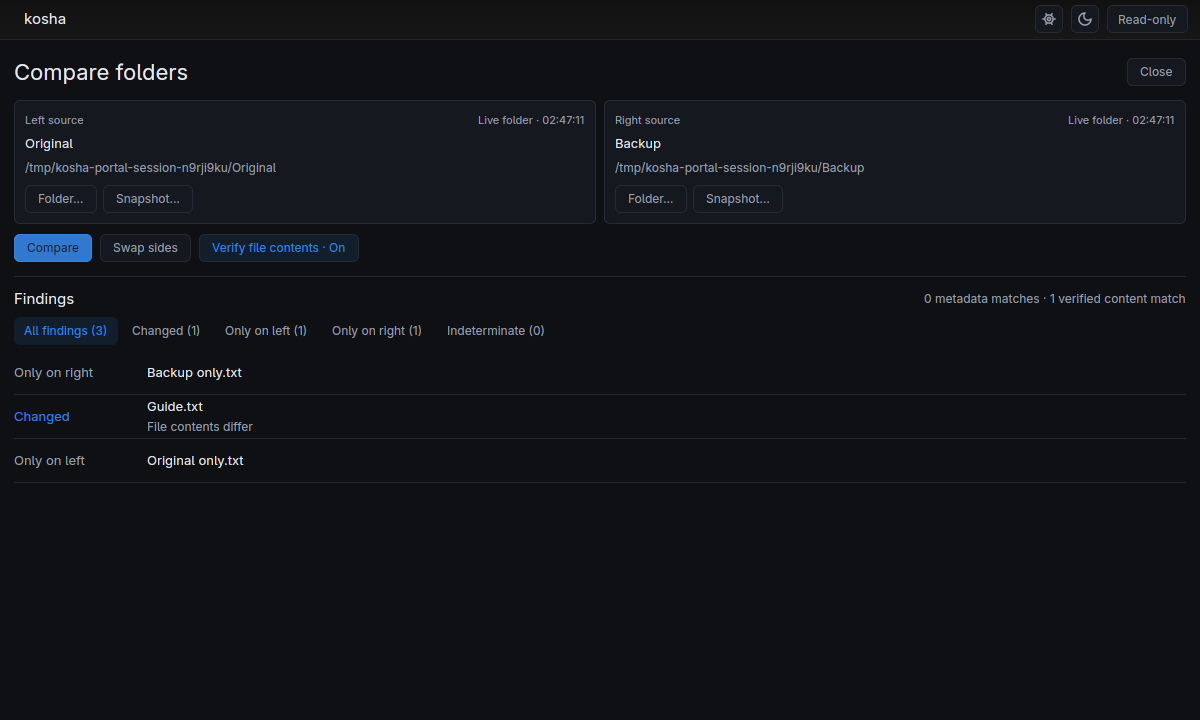 kosha
Read-only
Compare folders
Close
Left source
Live folder · 02:47:11
Original
/tmp/kosha-portal-session-n9rji9ku/Original
Folder...
Snapshot...
Right source
Live folder · 02:47:11
Backup
/tmp/kosha-portal-session-n9rji9ku/Backup
Folder...
Snapshot...
Compare
Swap sides
Verify file contents · On
Findings
0 metadata matches · 1 verified content match
All findings (3)
Changed (1)
Only on left (1)
Only on right (1)
Indeterminate (0)
Only on right
Backup only.txt
Changed
Guide.txt
File contents differ
Only on left
Original only.txt